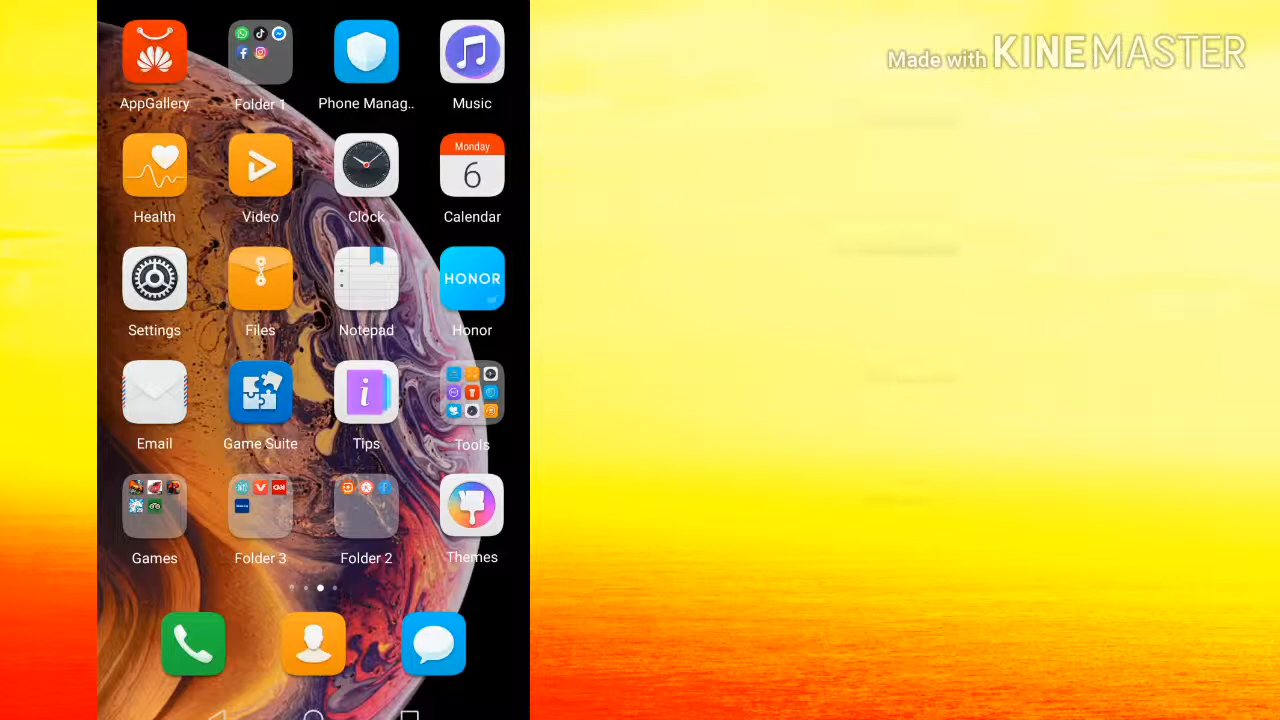 Made with KINEMASTER
AppGallery
Folder 1
Phone Manag..
Music
Monday
6
Health
Video
Clock
Calendar
HONOR
Settings
Files
Notepad
Honor
i
Email
Game Suite
Tips
Tools
CNN
Games
Folder 3
Folder 2
Themes